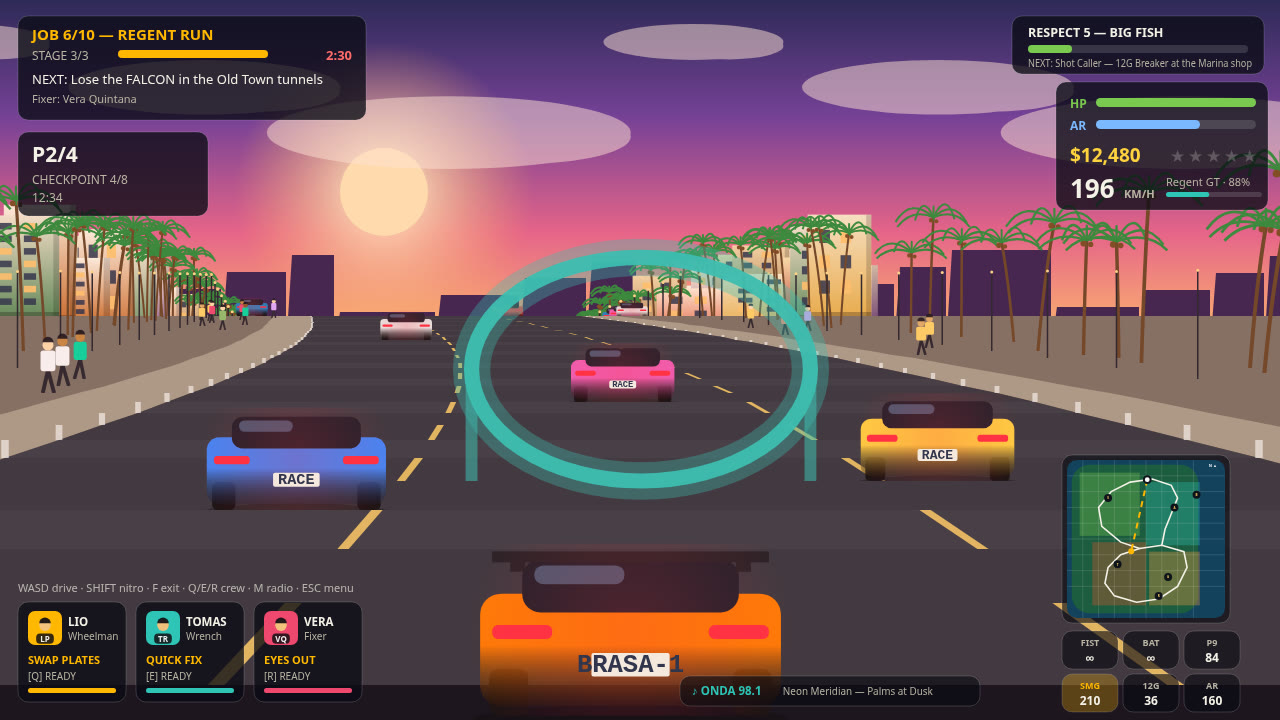 JOB 6/10 — REGENT RUN
STAGE 3/3
2:30
NEXT: Lose the FALCON in the Old Town tunnels
Fixer: Vera Quintana
P2/4
CHECKPOINT 4/8
12:34
RESPECT 5 — BIG FISH
NEXT: Shot Caller — 12G Breaker at the Marina shop
HP
AR
$12,480
★★★★★
196 KM/H
Regent GT · 88%
RACE
RACE
RACE
BRASA-1
WASD drive · SHIFT nitro · F exit · Q/E/R crew · M radio · ESC menu
LP
LIO
Wheelman
SWAP PLATES
[Q] READY
TR
TOMAS
Wrench
QUICK FIX
[E] READY
VQ
VERA
Fixer
EYES OUT
[R] READY
♪ ONDA 98.1
Neon Meridian — Palms at Dusk
FIST
∞
BAT
∞
P9
84
SMG
210
12G
36
AR
160